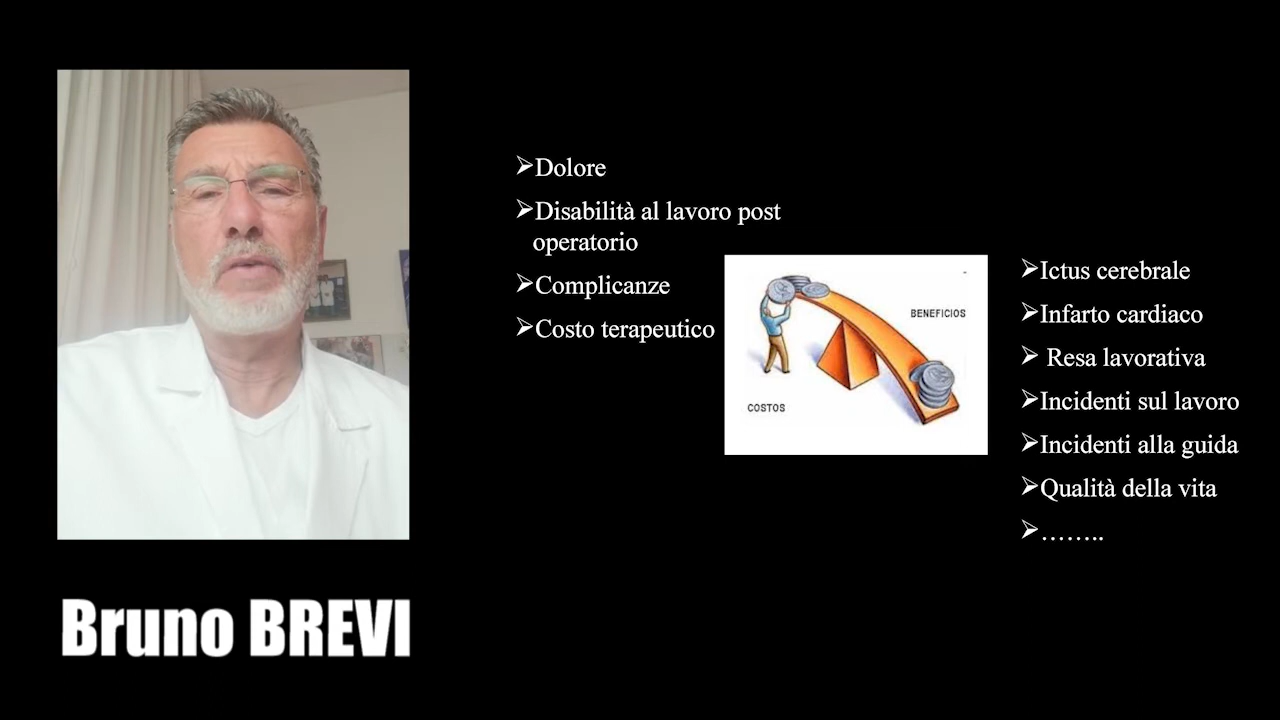 ➢Dolore
➢Disabilità al lavoro post
operatorio
➢Complicanze
➢Costo terapeutico
BENEFICIOS
COSTOS
➢Ictus cerebrale
➢Infarto cardiaco
➢ Resa lavorativa
➢Incidenti sul lavoro
➢Incidenti alla guida
➢Qualità della vita
➢……..
Bruno BREVI